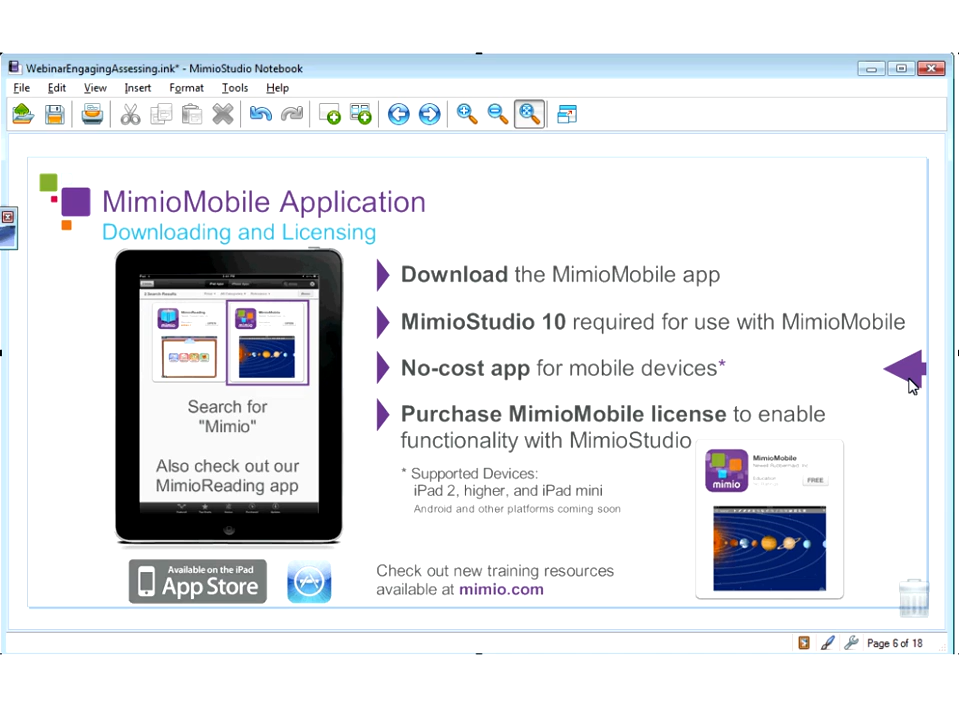 WebinarEngagingAssessing.ink* - MimioStudio Notebook
File Edit View Insert Format Tools Help
MimioMobile Application
Downloading and Licensing
Search for
"Mimio"
Also check out our
MimioReading app
Download the MimioMobile app
MimioStudio 10 required for use with MimioMobile
No-cost app for mobile devices*
Purchase MimioMobile license to enable
functionality with MimioStudio
* Supported Devices:
iPad 2, higher, and iPad mini
Android and other platforms coming soon
MimioMobile
FREE
mimio
Available on the iPad
App Store
Check out new training resources
available at mimio.com
Page 6 of 18